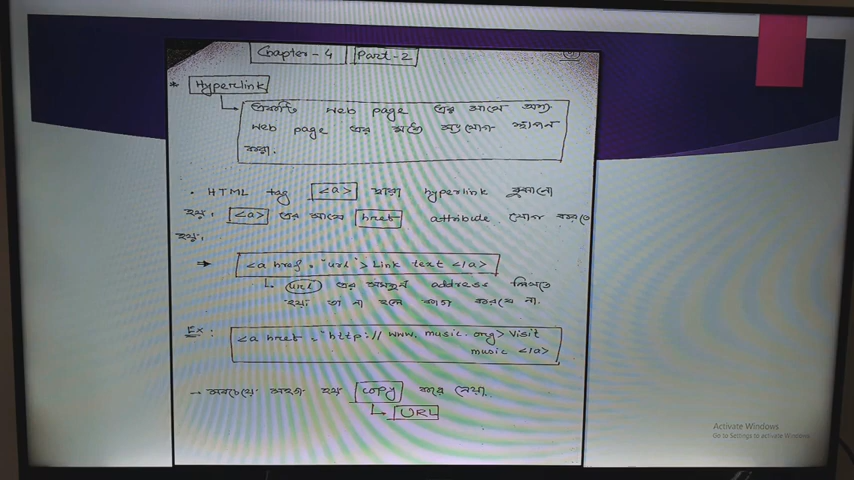 Chapter-4 Part-2
* Hyperlink
একটি web page এর সাথে অন্য
web page এর মধ্যে সংযোগ স্থাপন
করা.
• HTML tag <a> দ্বারা hyperlink বুঝানো
হয়। <a> এর সাথে href attribute যোগ করতে
হয়।
⇒ <a href = "url"> Link text </a>
url এর address লিখতে
হয়। তা না হলে কাজ করবে না.
Ex:
<a href = "http://www.music.org> Visit
music </a>
→ সবচেয়ে সহজ হয় copy করে নেয়া.
URL
Activate Windows
Go to Settings to activate Windows.